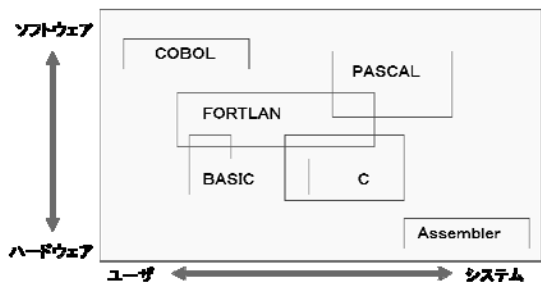 ソフトウェア
COBOL
PASCAL
FORTLAN
BASIC
C
Assembler
ハードウェア
ユーザ
システム